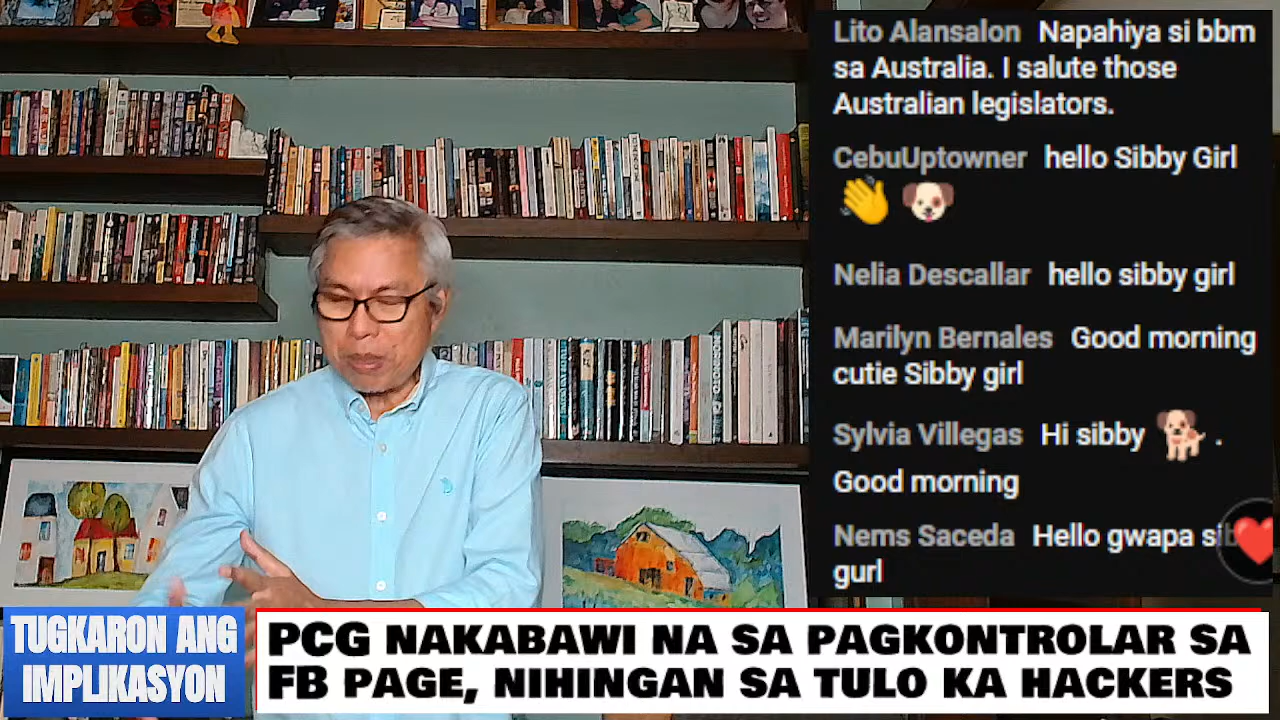 Lito Alansalon Napahiya si bbm
sa Australia. I salute those
Australian legislators.
CebuUptowner hello Sibby Girl
Nelia Descallar hello sibby girl
Marilyn Bernales Good morning
cutie Sibby girl
Sylvia Villegas Hi sibby .
Good morning
Nems Saceda Hello gwapa
gurl
TUGKARON ANG
IMPLIKASYON
PCG NAKABAWI NA SA PAGKONTROLAR SA
FB PAGE, NIHINGAN SA TULO KA HACKERS